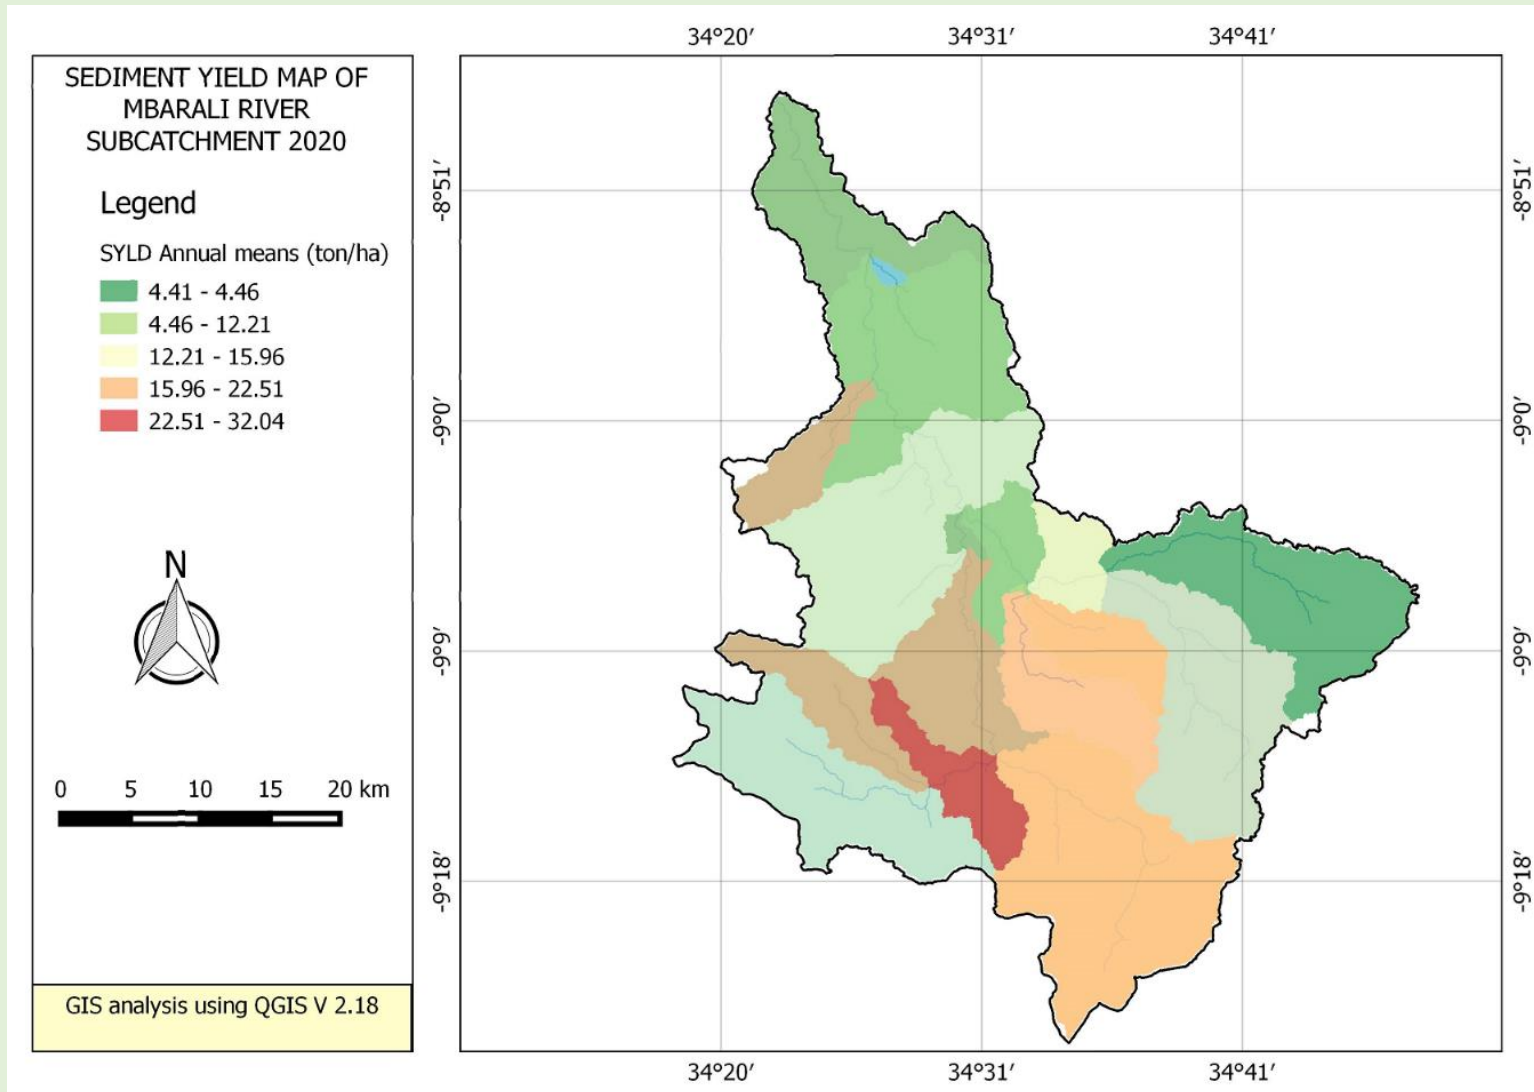 SEDIMENT YIELD MAP OF
MBARALI RIVER
SUBCATCHMENT 2020
Legend
SYLD Annual means (ton/ha)
4.41 - 4.46
4.46 - 12.21
12.21 - 15.96
15.96 - 22.51
22.51 - 32.04
N
0 5 10 15 20 km
GIS analysis using QGIS V 2.18
34°20′ 34°31′ 34°41′
-8°51′ -8°51′
-9°0′ -9°0′
-9°9′ -9°9′
-9°18′ -9°18′
34°20′ 34°31′ 34°41′